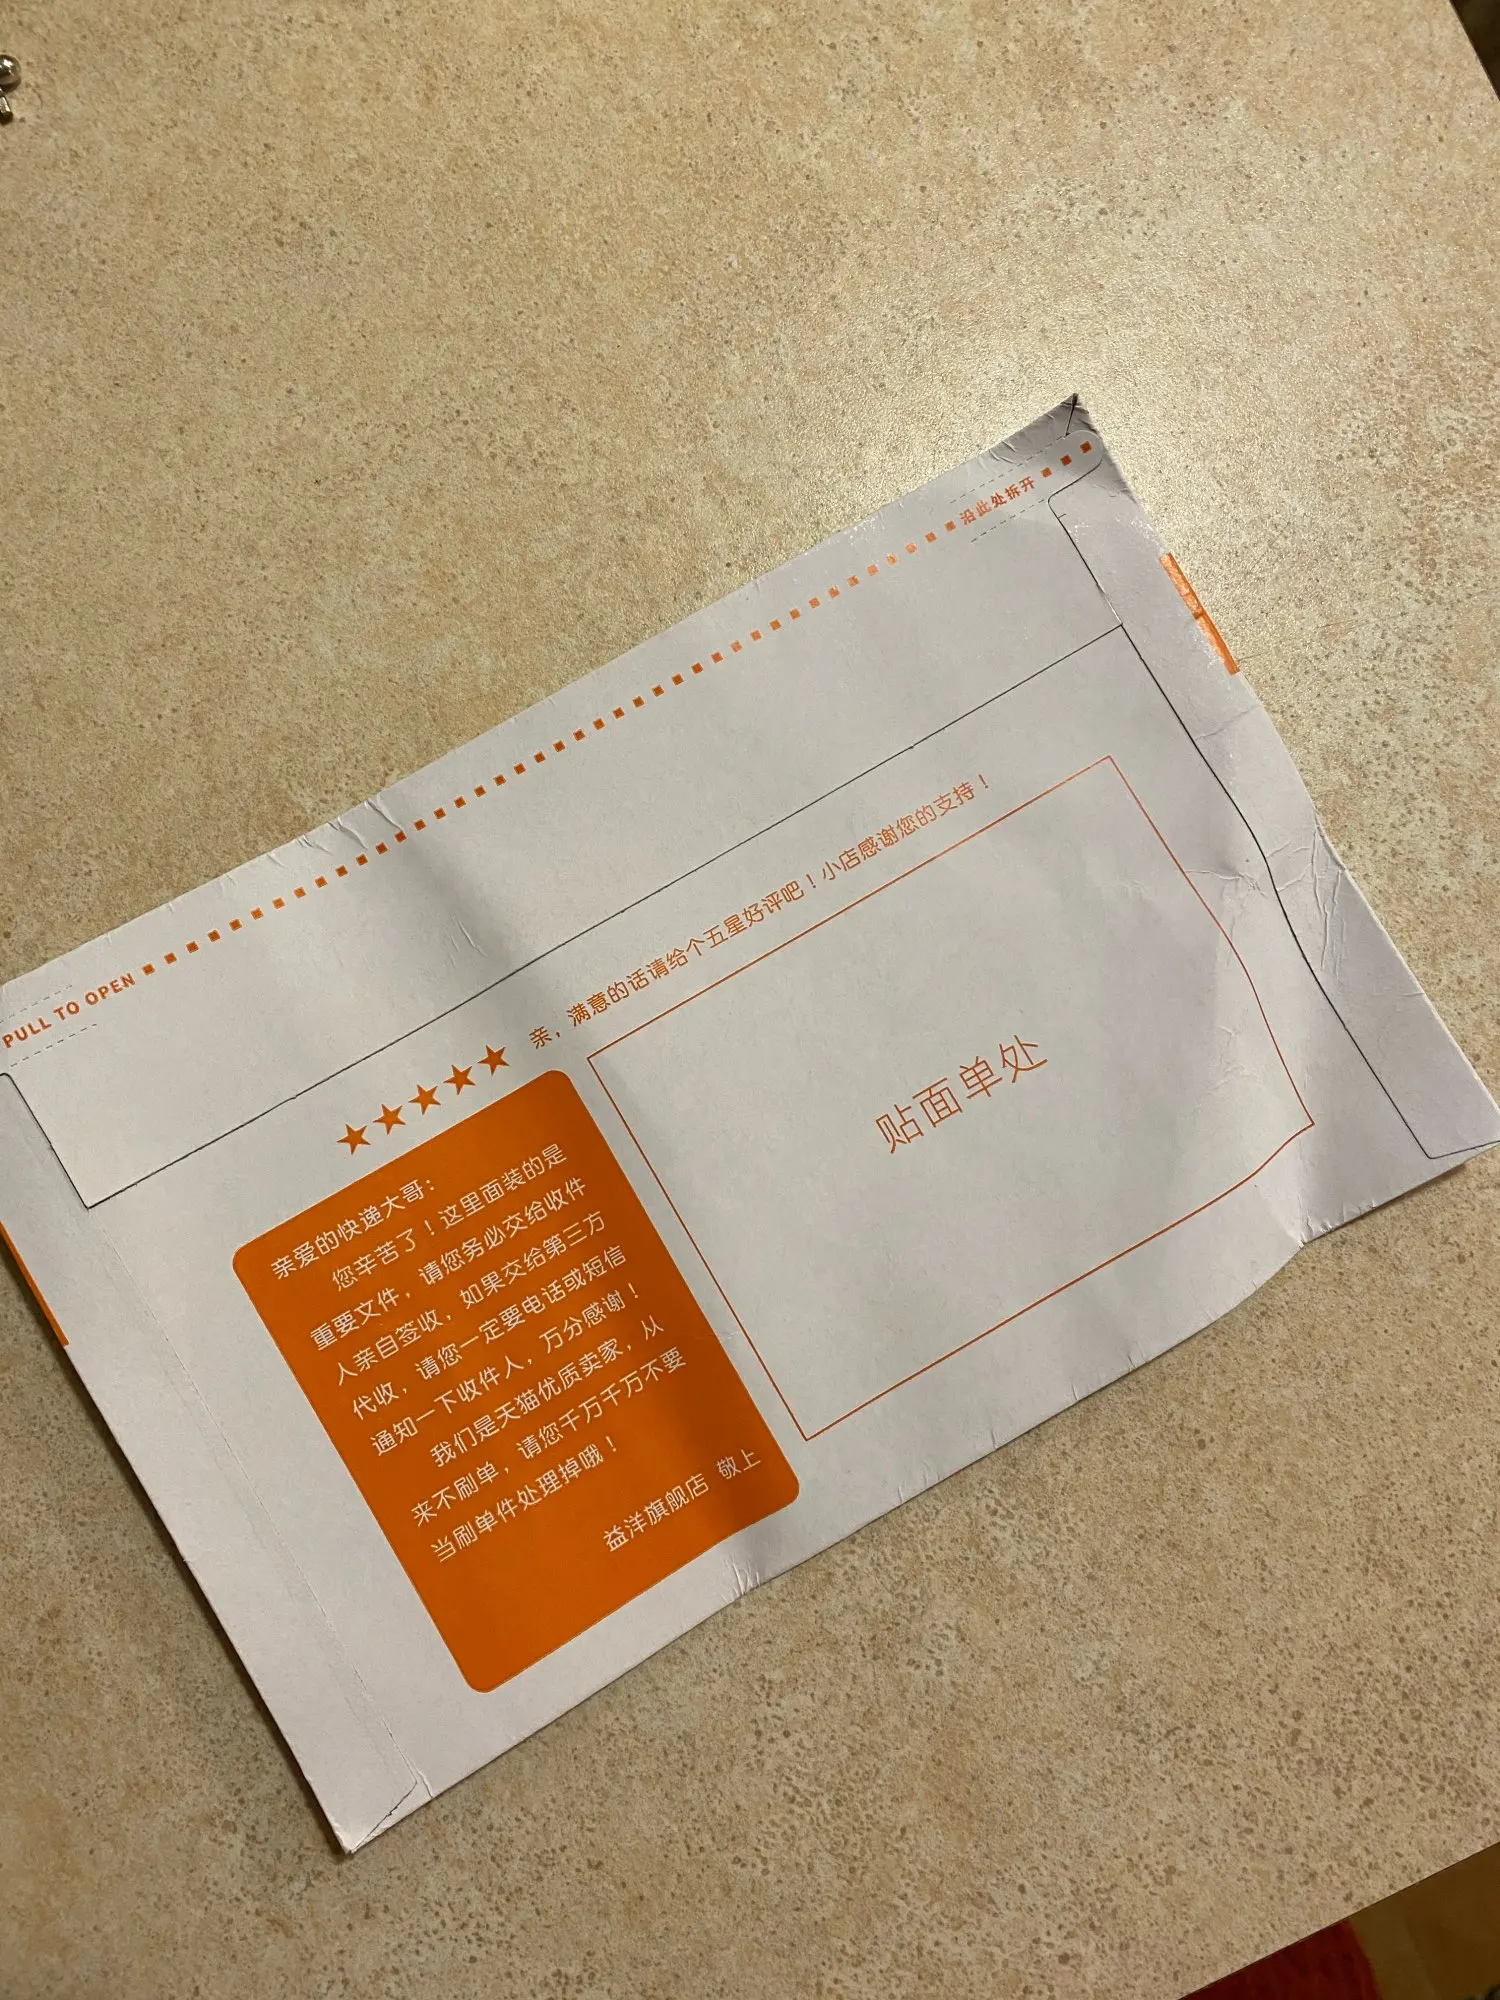 PULL TO OPEN
沿此处拆开
亲，满意的话请给个五星好评吧！小店感谢您的支持！
亲爱的快递大哥：
您辛苦了！这里面装的是
重要文件，请您务必交给收件
人亲自签收，如果交给第三方
代收，请您一定要电话或短信
通知一下收件人，万分感谢！
我们是天猫优质卖家，从
来不刷单，请您千万千万不要
当刷单件处理掉哦！
益洋旗舰店 敬上
贴面单处